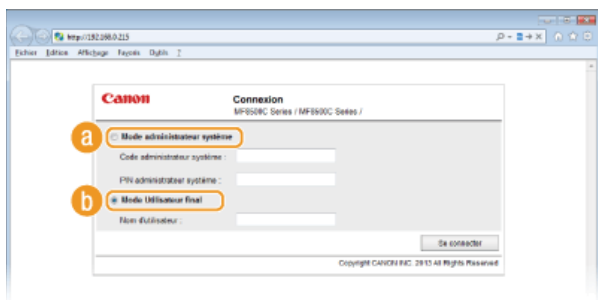 http://192.168.0.215
Fichier Edition Affichage Favoris Outils ?
Canon
Connexion
MF8500C Series / MF8500C Series /
a
Mode administrateur système
Code administrateur système :
PIN administrateur système :
b
Mode Utilisateur final
Nom d'utilisateur :
Se connecter
Copyright CANON INC. 2013 All Rights Reserved